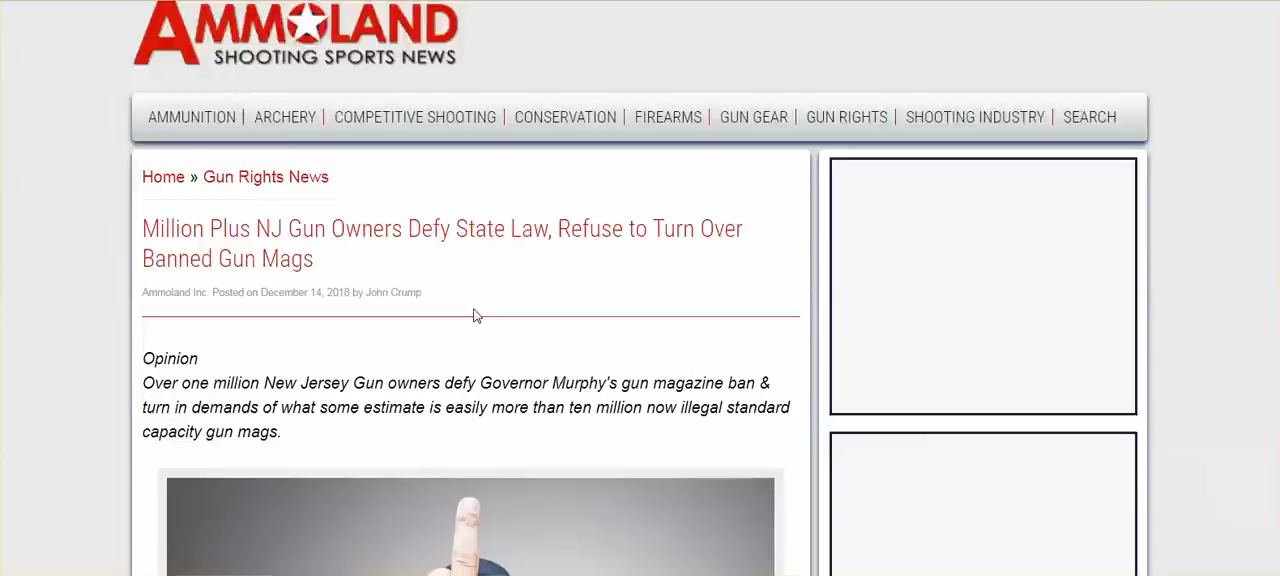 AMMOLAND
SHOOTING SPORTS NEWS
AMMUNITION | ARCHERY | COMPETITIVE SHOOTING | CONSERVATION | FIREARMS | GUN GEAR | GUN RIGHTS | SHOOTING INDUSTRY | SEARCH
Home » Gun Rights News
Million Plus NJ Gun Owners Defy State Law, Refuse to Turn Over
Banned Gun Mags
Ammoland Inc. Posted on December 14, 2018 by John Crump
Opinion
Over one million New Jersey Gun owners defy Governor Murphy's gun magazine ban &
turn in demands of what some estimate is easily more than ten million now illegal standard
capacity gun mags.